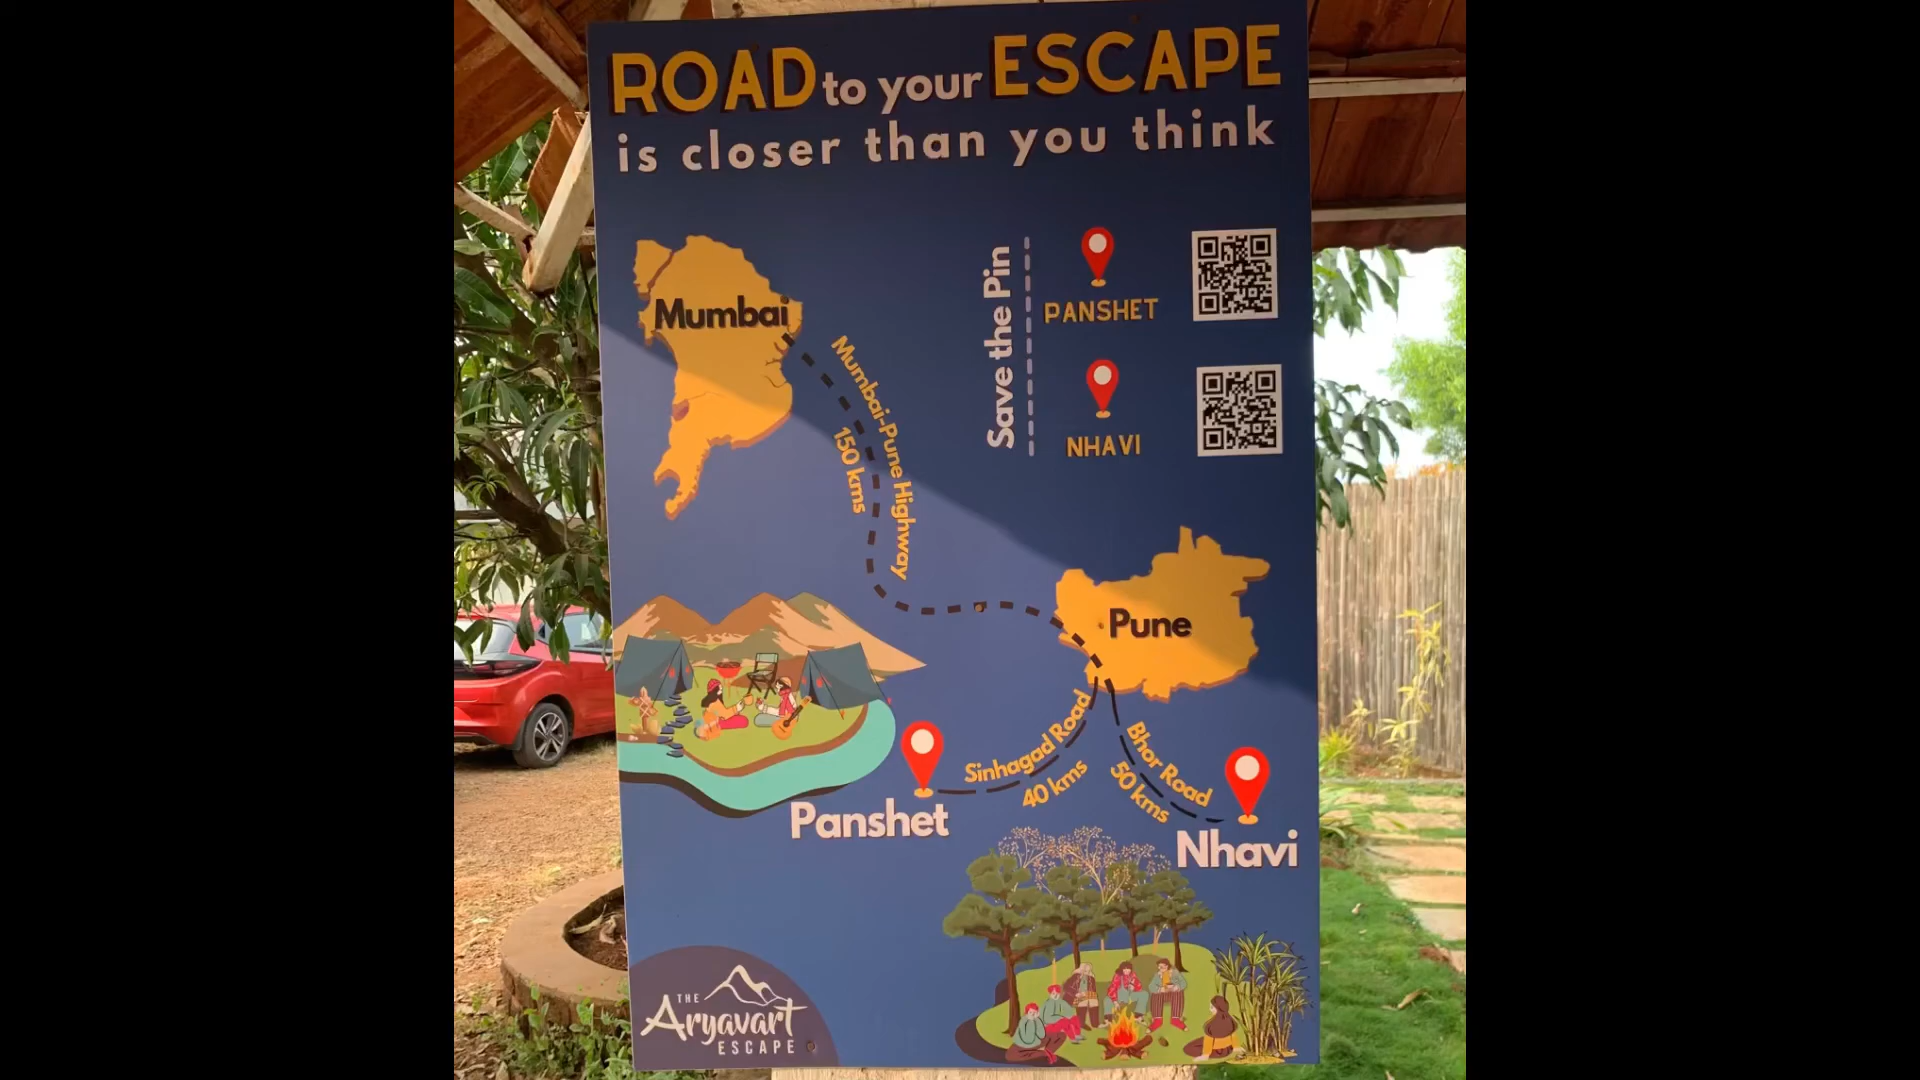 ROAD to your ESCAPE
is closer than you think
Save the Pin
PANSHET
NHAVI
Mumbai
Mumbai-Pune Highway
150 kms
Pune
Sinhagad Road
40 kms
Bhor Road
50 kms
Panshet
Nhavi
THE
Aryavart
ESCAPE